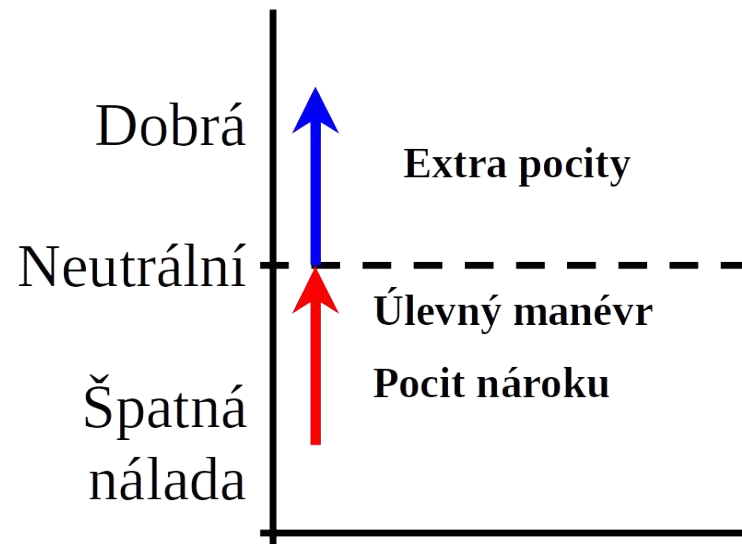 Dobrá
Extra pocity
Neutrální
Úlevný manévr
Pocit nároku
Špatná
nálada